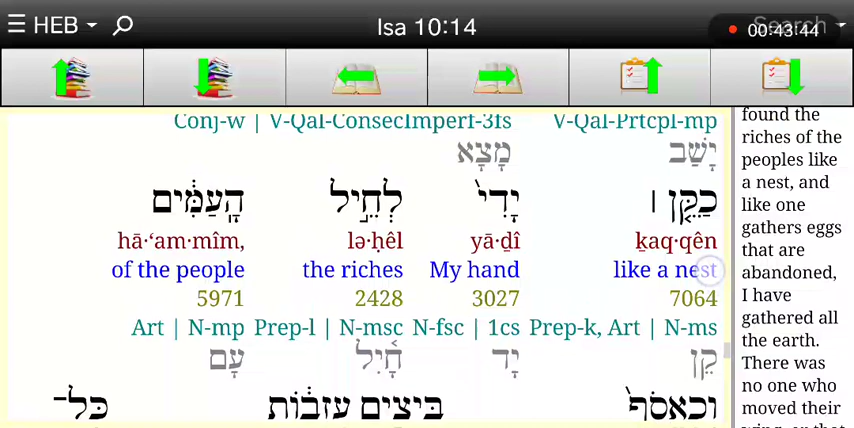 ☰ HEB
Isa 10:14
Search
00:43:44
Conj-w | V-Qal-ConsecImperf-3fs V-Qal-Prtcpl-mp
מָצָא יָשַׁב
כַּקֵּ֤ן ׀ יָדִי֙ לְחֵ֣יל הָֽעַמִּ֔ים
hā·‘am·mîm, lə·ḥêl yā·ḏî ḵaq·qên
of the people the riches My hand like a nest
5971 2428 3027 7064
Art | N-mp Prep-l | N-msc N-fsc | 1cs Prep-k, Art | N-ms
עָם חַ֫יִל יָד קֵן
וְכֶאֱסֹף֙ בֵּיצִ֣ים עֲזֻב֔וֹת כָּל־
found the
riches of the
peoples like
a nest, and
like one
gathers eggs
that are
abandoned,
I have
gathered all
the earth.
There was
no one who
moved their